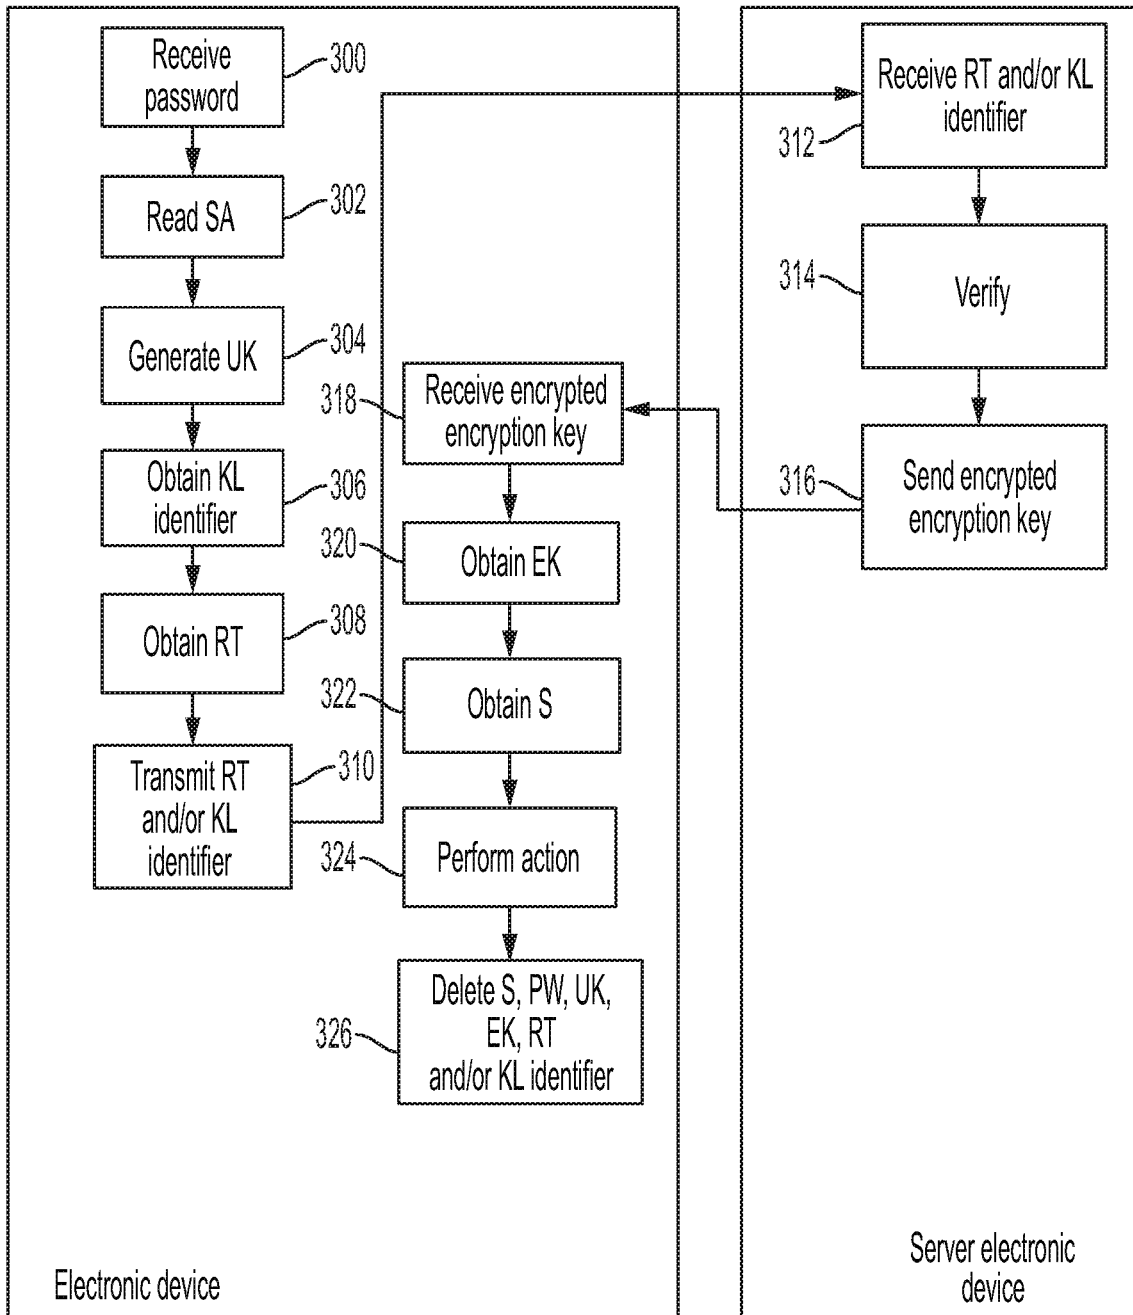 Receive
password
300
Read SA
302
Generate UK
304
Obtain KL
identifier
306
Obtain RT
308
Transmit RT
and/or KL
identifier
310
Receive RT and/or KL
identifier
312
Verify
314
Send encrypted
encryption key
316
Receive encrypted
encryption key
318
Obtain EK
320
Obtain S
322
Perform action
324
Delete S, PW, UK,
EK, RT
and/or KL identifier
326
Electronic device
Server electronic
device